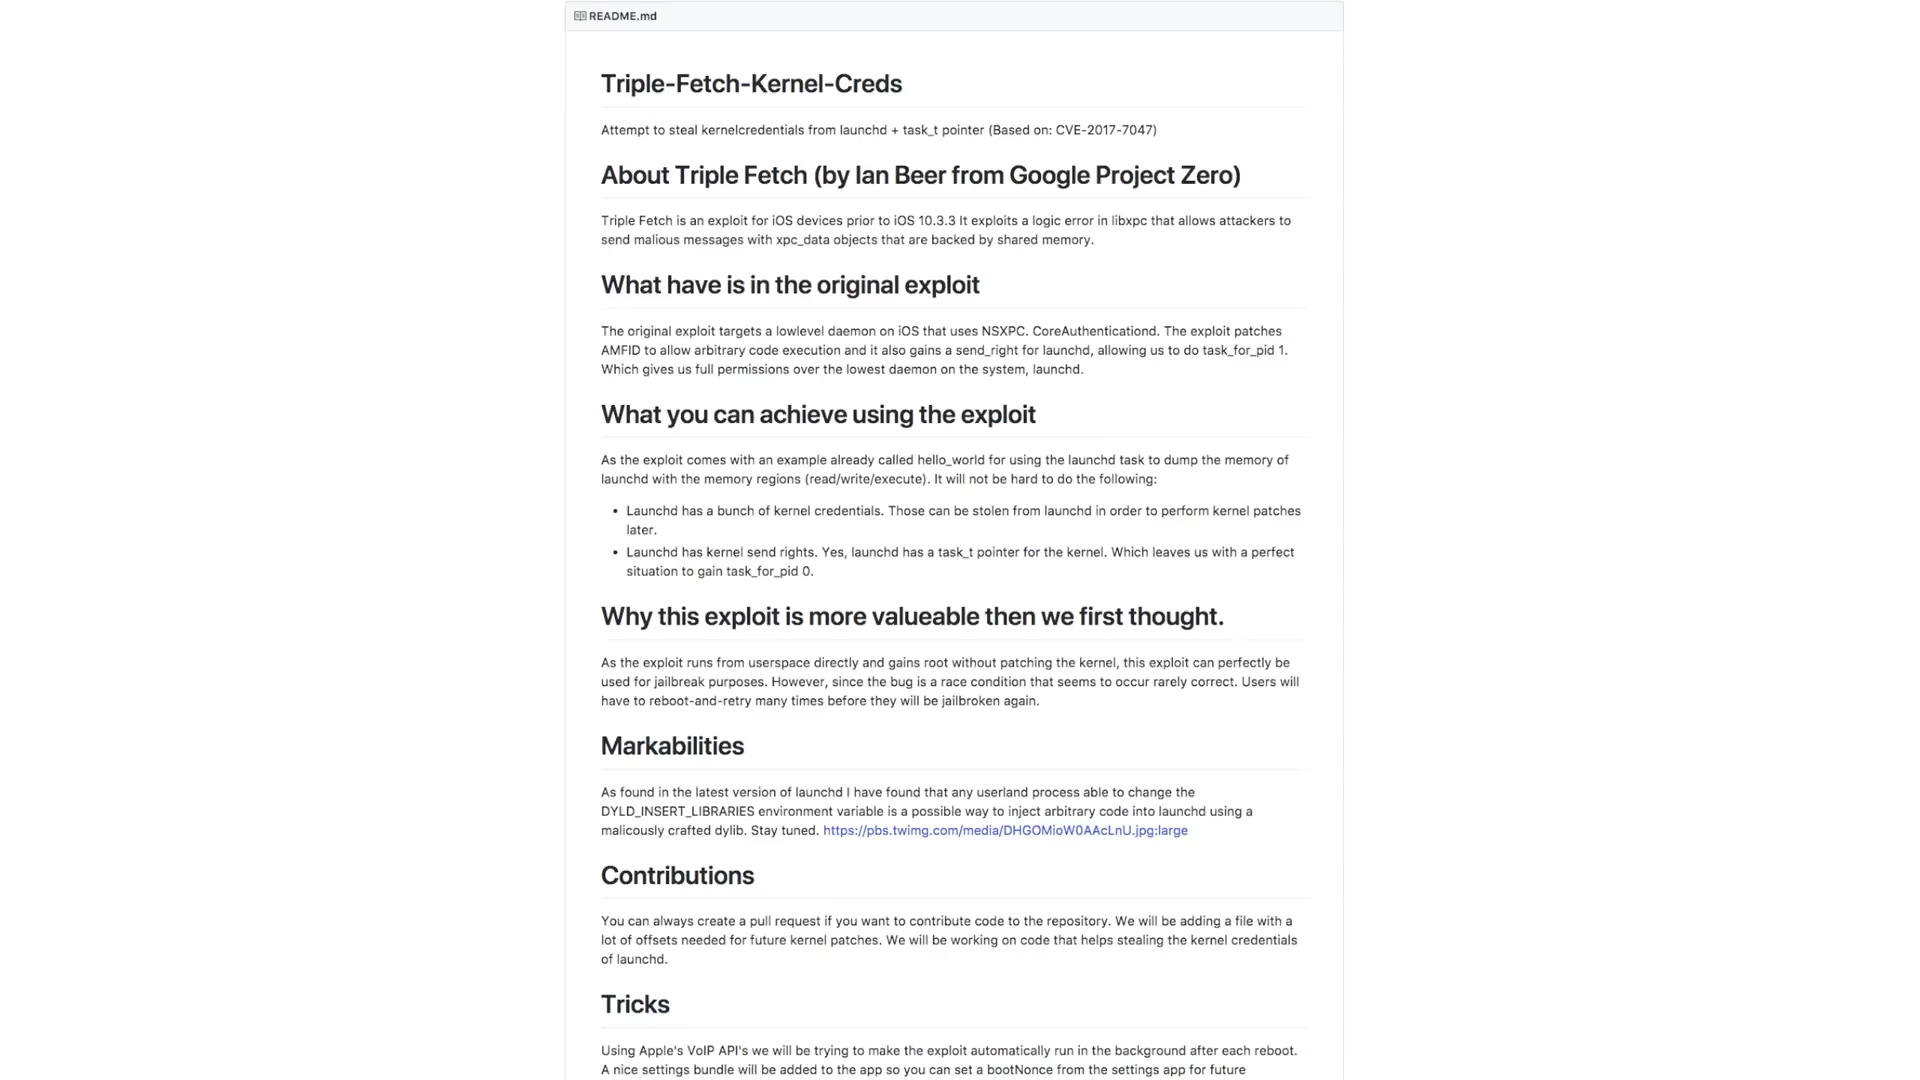 README.md
Triple-Fetch-Kernel-Creds
Attempt to steal kernelcredentials from launchd + task_t pointer (Based on: CVE-2017-7047)
About Triple Fetch (by Ian Beer from Google Project Zero)
Triple Fetch is an exploit for iOS devices prior to iOS 10.3.3 It exploits a logic error in libxpc that allows attackers to
send malious messages with xpc_data objects that are backed by shared memory.
What have is in the original exploit
The original exploit targets a lowlevel daemon on iOS that uses NSXPC. CoreAuthenticationd. The exploit patches
AMFID to allow arbitrary code execution and it also gains a send_right for launchd, allowing us to do task_for_pid 1.
Which gives us full permissions over the lowest daemon on the system, launchd.
What you can achieve using the exploit
As the exploit comes with an example already called hello_world for using the launchd task to dump the memory of
launchd with the memory regions (read/write/execute). It will not be hard to do the following:
• Launchd has a bunch of kernel credentials. Those can be stolen from launchd in order to perform kernel patches
later.
• Launchd has kernel send rights. Yes, launchd has a task_t pointer for the kernel. Which leaves us with a perfect
situation to gain task_for_pid 0.
Why this exploit is more valueable then we first thought.
As the exploit runs from userspace directly and gains root without patching the kernel, this exploit can perfectly be
used for jailbreak purposes. However, since the bug is a race condition that seems to occur rarely correct. Users will
have to reboot-and-retry many times before they will be jailbroken again.
Markabilities
As found in the latest version of launchd I have found that any userland process able to change the
DYLD_INSERT_LIBRARIES environment variable is a possible way to inject arbitrary code into launchd using a
malicously crafted dylib. Stay tuned. https://pbs.twimg.com/media/DHGOMioW0AAcLnU.jpg:large
Contributions
You can always create a pull request if you want to contribute code to the repository. We will be adding a file with a
lot of offsets needed for future kernel patches. We will be working on code that helps stealing the kernel credentials
of launchd.
Tricks
Using Apple's VoIP API's we will be trying to make the exploit automatically run in the background after each reboot.
A nice settings bundle will be added to the app so you can set a bootNonce from the settings app for future